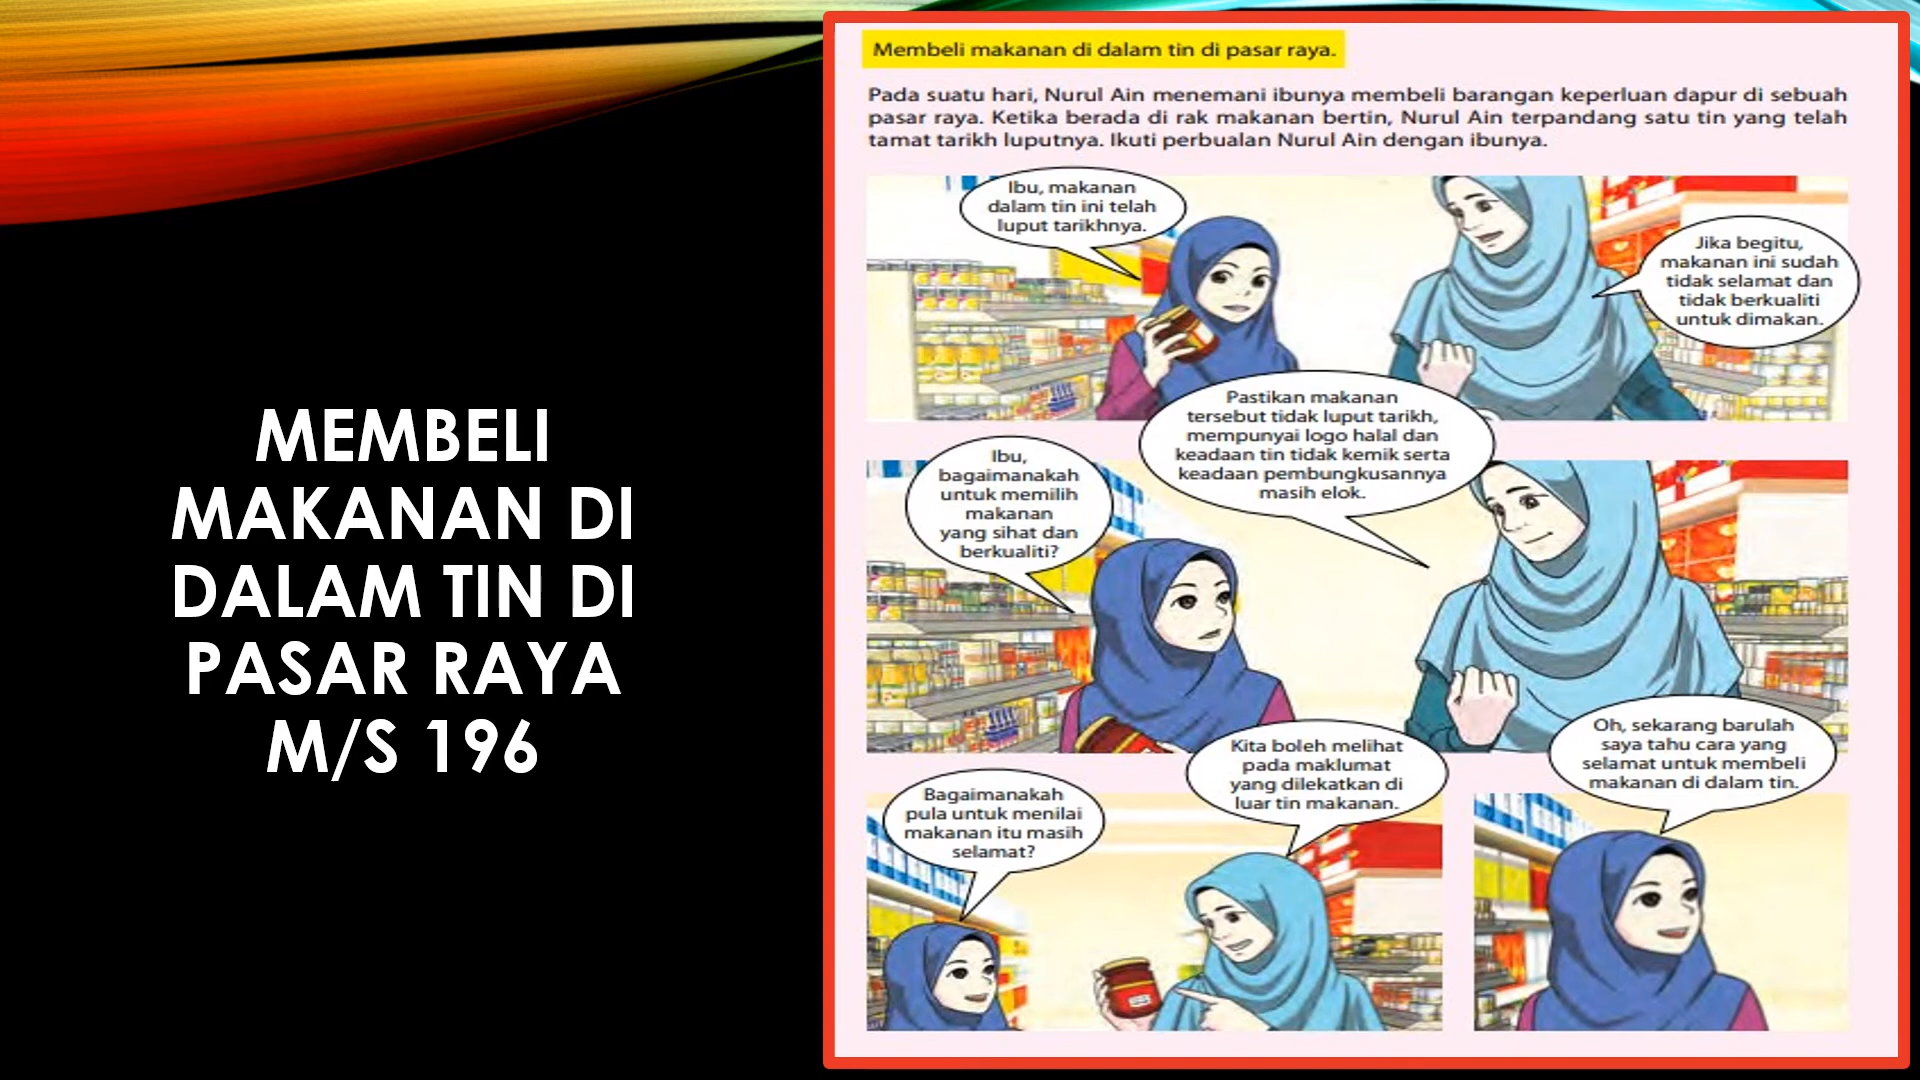 MEMBELI
MAKANAN DI
DALAM TIN DI
PASAR RAYA
M/S 196
Membeli makanan di dalam tin di pasar raya.
Pada suatu hari, Nurul Ain menemani ibunya membeli barangan keperluan dapur di sebuah
pasar raya. Ketika berada di rak makanan bertin, Nurul Ain terpandang satu tin yang telah
tamat tarikh luputnya. Ikuti perbualan Nurul Ain dengan ibunya.
Ibu, makanan
dalam tin ini telah
luput tarikhnya.
Jika begitu,
makanan ini sudah
tidak selamat dan
tidak berkualiti
untuk dimakan.
Ibu,
bagaimanakah
untuk memilih
makanan
yang sihat dan
berkualiti?
Pastikan makanan
tersebut tidak luput tarikh,
mempunyai logo halal dan
keadaan tin tidak kemik serta
keadaan pembungkusannya
masih elok.
Bagaimanakah
pula untuk menilai
makanan itu masih
selamat?
Kita boleh melihat
pada maklumat
yang dilekatkan di
luar tin makanan.
Oh, sekarang barulah
saya tahu cara yang
selamat untuk membeli
makanan di dalam tin.